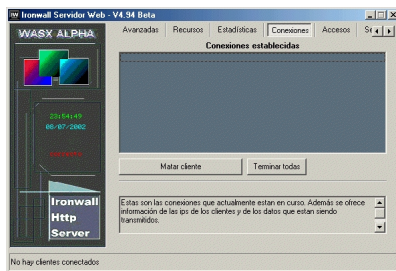 Ironwall Servidor Web - V4.94 Beta
WASX ALPHA
Avanzadas Recursos Estadísticas Conexiones Accesos
Conexiones establecidas
23:54:49
08/07/2002
Matar cliente Terminar todas
Ironwall
Http
Server
Estas son las conexiones que actualmente estan en curso. Además se ofrece
información de las ips de los clientes y de los datos que estan siendo
transmitidos.
No hay clientes conectados